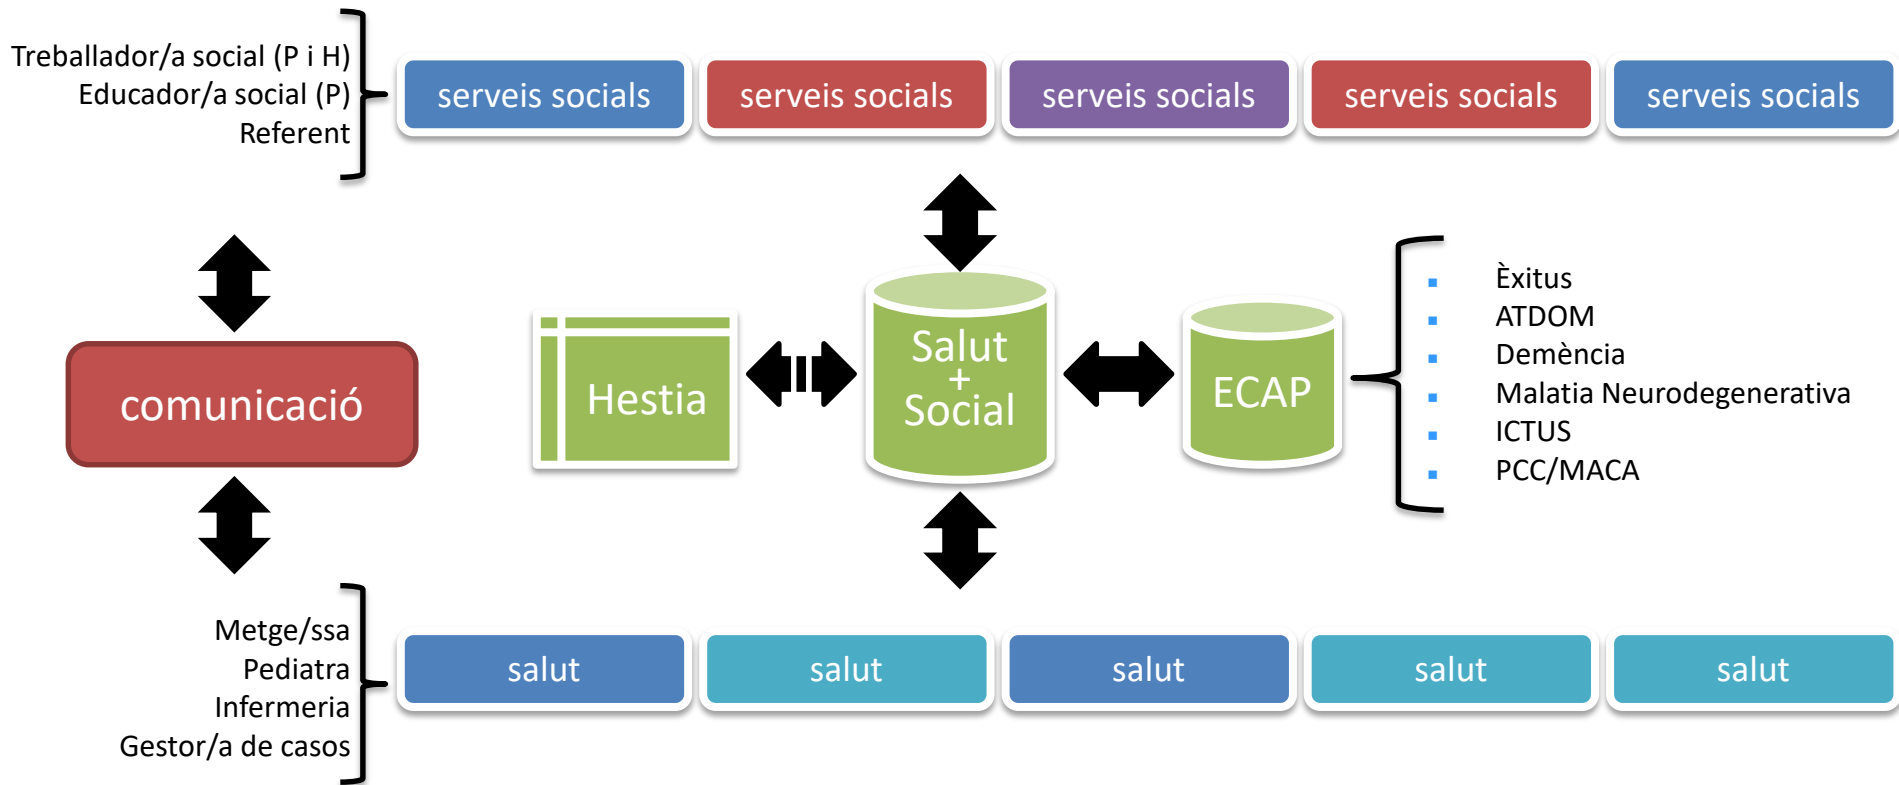 Treballador/a social (P i H)
Educador/a social (P)
Referent
serveis socials
serveis socials
serveis socials
serveis socials
serveis socials
comunicació
Hestia
Salut
+
Social
ECAP
Èxitus
ATDOM
Demència
Malatia Neurodegenerativa
ICTUS
PCC/MACA
Metge/ssa
Pediatra
Infermeria
Gestor/a de casos
salut
salut
salut
salut
salut